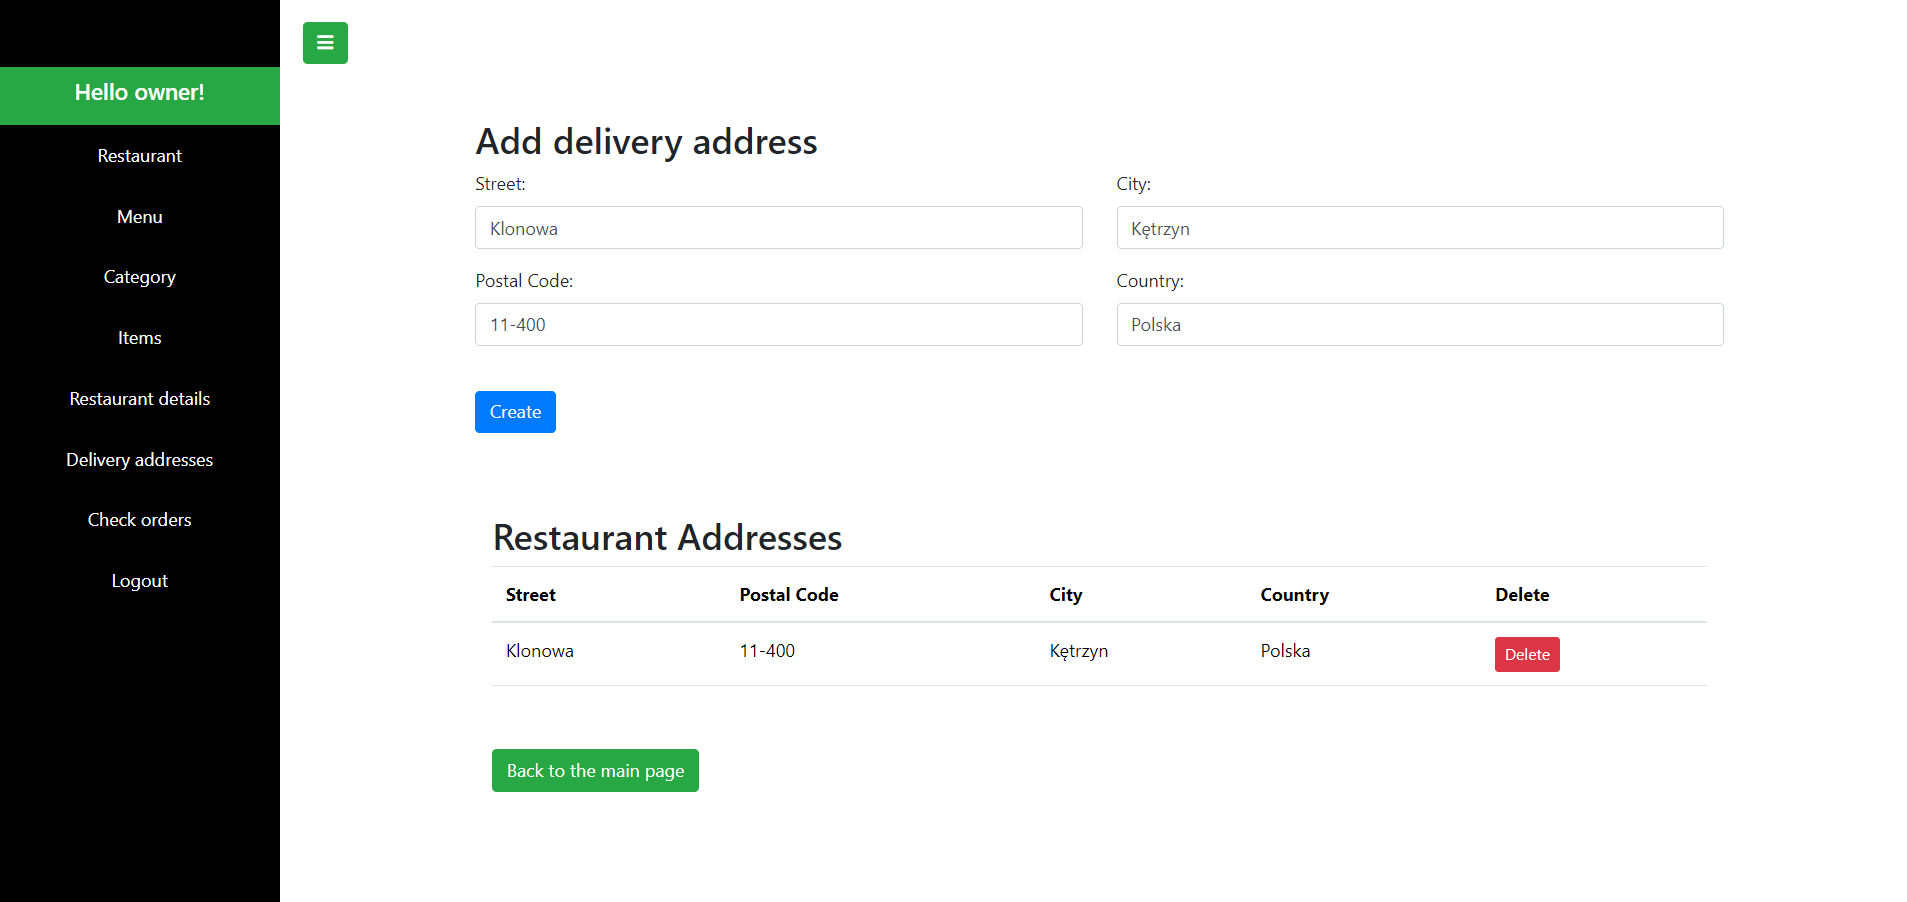 Hello owner!
Restaurant
Menu
Category
Items
Restaurant details
Delivery addresses
Check orders
Logout
Add delivery address
Street: City:
Klonowa Kętrzyn
Postal Code: Country:
11-400 Polska
Create
Restaurant Addresses
Street Postal Code City Country Delete
Klonowa 11-400 Kętrzyn Polska Delete
Back to the main page